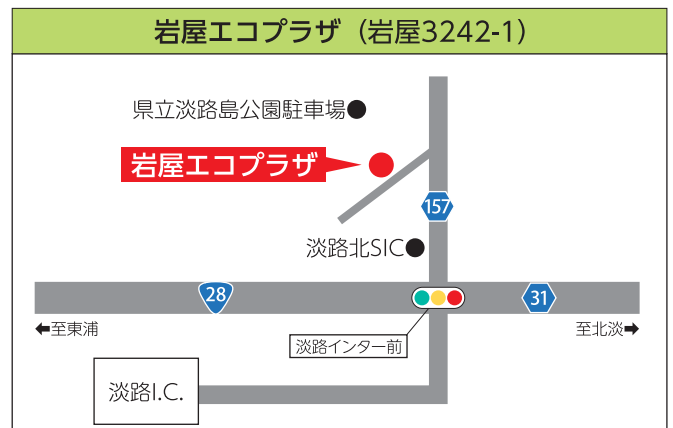 岩屋エコプラザ（岩屋3242-1）
県立淡路島公園駐車場●
岩屋エコプラザ
157
淡路北SIC●
28
31
⬅至東浦
淡路インター前
至北淡➡
淡路I.C.